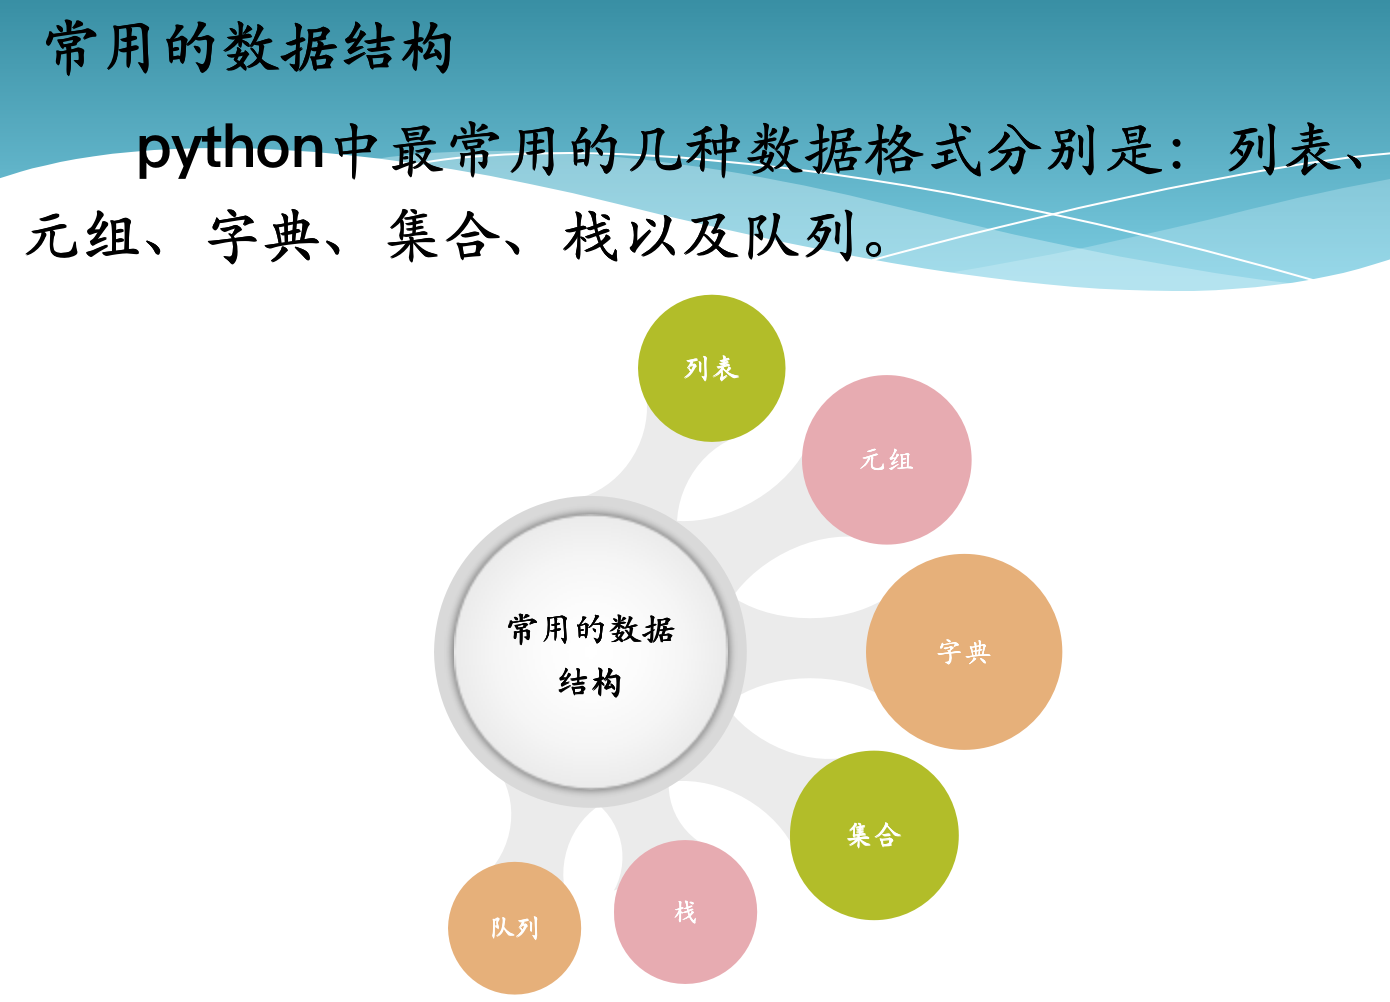 常用的数据结构
python中最常用的几种数据格式分别是：列表、
元组、字典、集合、栈以及队列。
列表
元组
字典
常用的数据
结构
集合
栈
队列